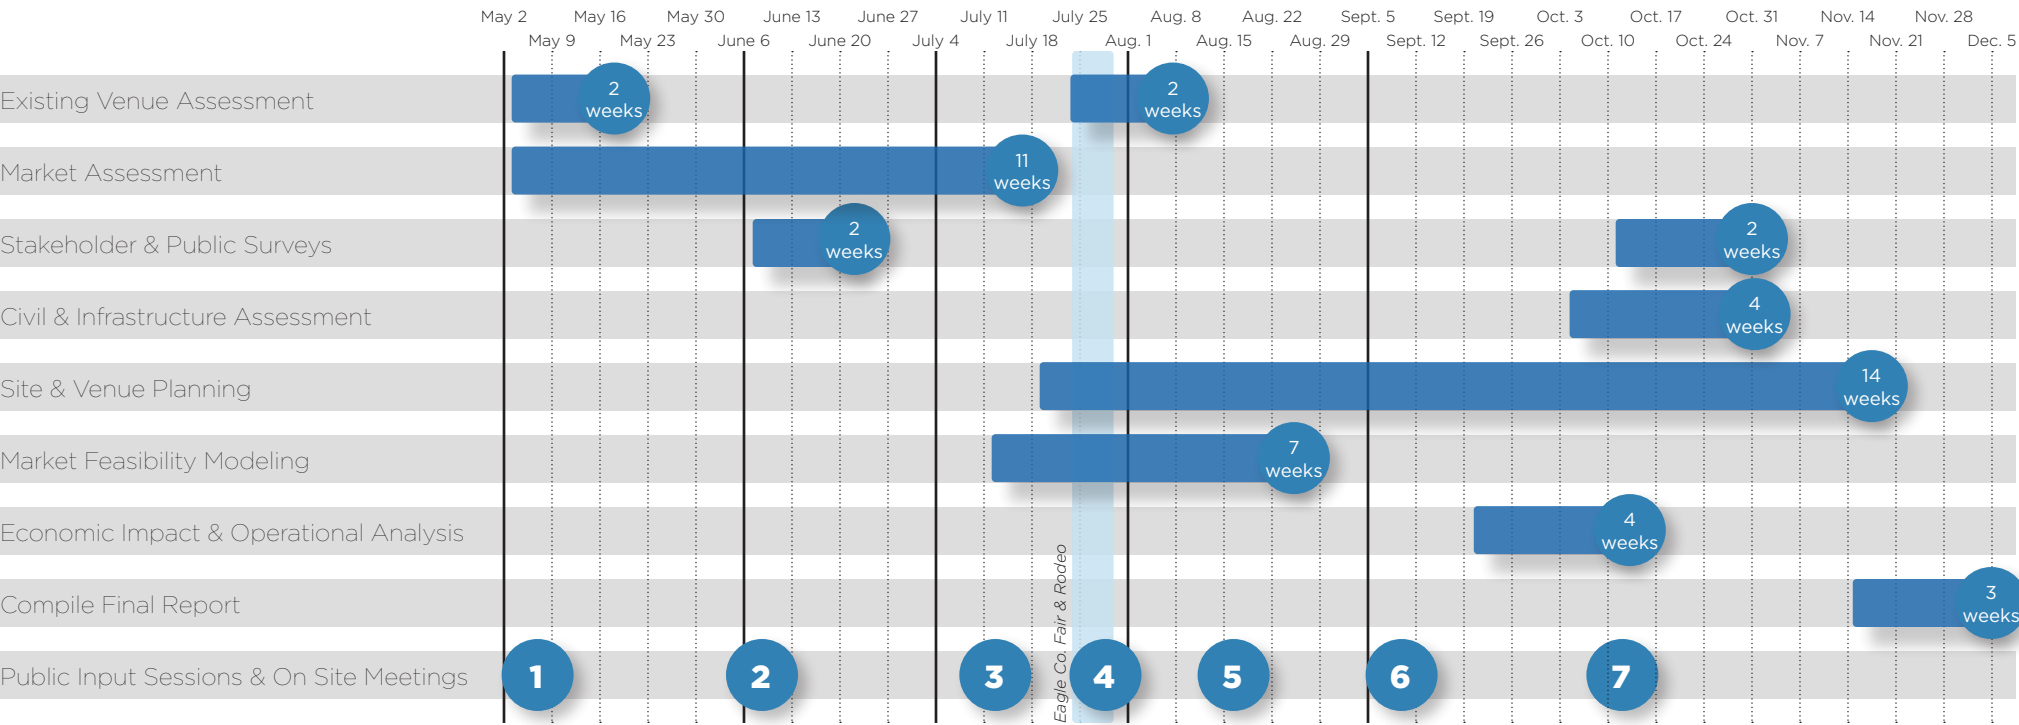 May 2 May 16 May 30 June 13 June 27 July 11 July 25 Aug. 8 Aug. 22 Sept. 5 Sept. 19 Oct. 3 Oct. 17 Oct. 31 Nov. 14 Nov. 28
May 9 May 23 June 6 June 20 July 4 July 18 Aug. 1 Aug. 15 Aug. 29 Sept. 12 Sept. 26 Oct. 10 Oct. 24 Nov. 7 Nov. 21 Dec. 5
Existing Venue Assessment
2
weeks
2
weeks
Market Assessment
11
weeks
Stakeholder & Public Surveys
2
weeks
2
weeks
Civil & Infrastructure Assessment
4
weeks
Site & Venue Planning
14
weeks
Market Feasibility Modeling
7
weeks
Economic Impact & Operational Analysis
4
weeks
Compile Final Report
3
weeks
Eagle Co. Fair & Rodeo
Public Input Sessions & On Site Meetings
1 2 3 4 5 6 7